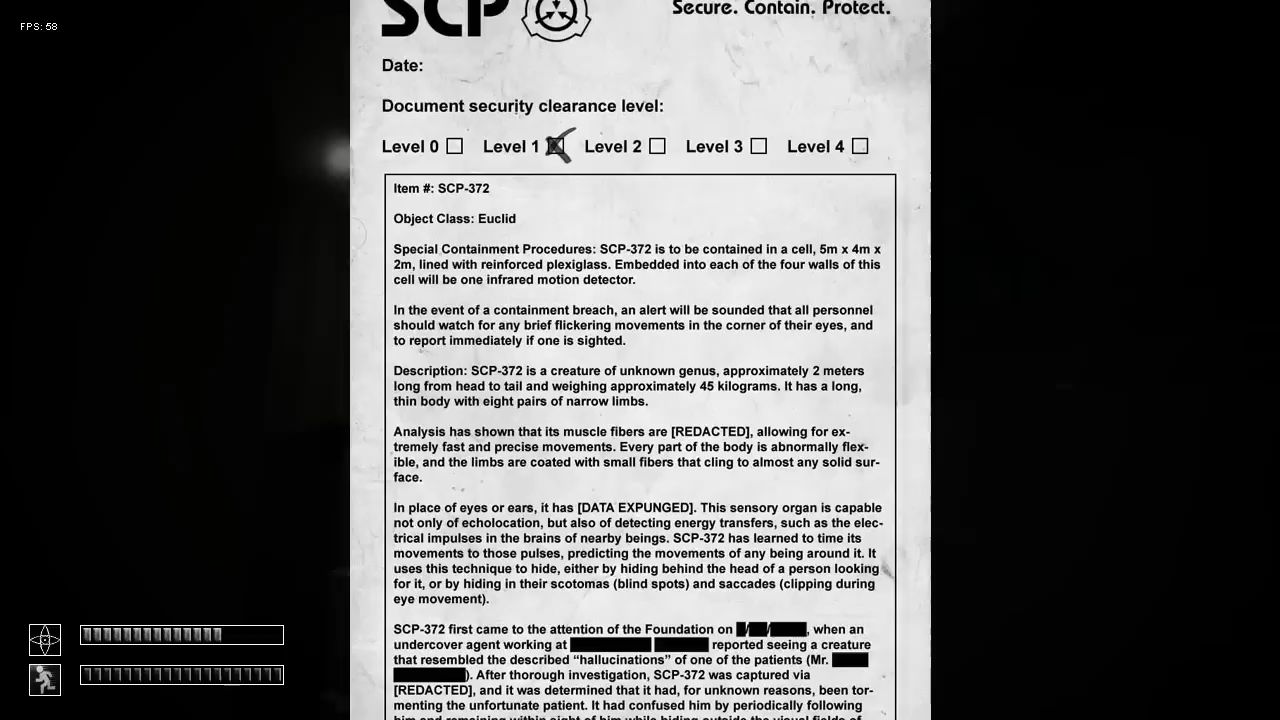 FPS: 58
SCP
Secure. Contain. Protect.
Date:
Document security clearance level:
Level 0 Level 1 Level 2 Level 3 Level 4
Item #: SCP-372
Object Class: Euclid
Special Containment Procedures: SCP-372 is to be contained in a cell, 5m x 4m x
2m, lined with reinforced plexiglass. Embedded into each of the four walls of this
cell will be one infrared motion detector.
In the event of a containment breach, an alert will be sounded that all personnel
should watch for any brief flickering movements in the corner of their eyes, and
to report immediately if one is sighted.
Description: SCP-372 is a creature of unknown genus, approximately 2 meters
long from head to tail and weighing approximately 45 kilograms. It has a long,
thin body with eight pairs of narrow limbs.
Analysis has shown that its muscle fibers are [REDACTED], allowing for ex-
tremely fast and precise movements. Every part of the body is abnormally flex-
ible, and the limbs are coated with small fibers that cling to almost any solid sur-
face.
In place of eyes or ears, it has [DATA EXPUNGED]. This sensory organ is capable
not only of echolocation, but also of detecting energy transfers, such as the elec-
trical impulses in the brains of nearby beings. SCP-372 has learned to time its
movements to those pulses, predicting the movements of any being around it. It
uses this technique to hide, either by hiding behind the head of a person looking
for it, or by hiding in their scotomas (blind spots) and saccades (clipping during
eye movement).
SCP-372 first came to the attention of the Foundation on / / , when an
undercover agent working at reported seeing a creature
that resembled the described “hallucinations” of one of the patients (Mr.
). After thorough investigation, SCP-372 was captured via
[REDACTED], and it was determined that it had, for unknown reasons, been tor-
menting the unfortunate patient. It had confused him by periodically following
him and remaining within sight of him while hiding outside the visual fields of